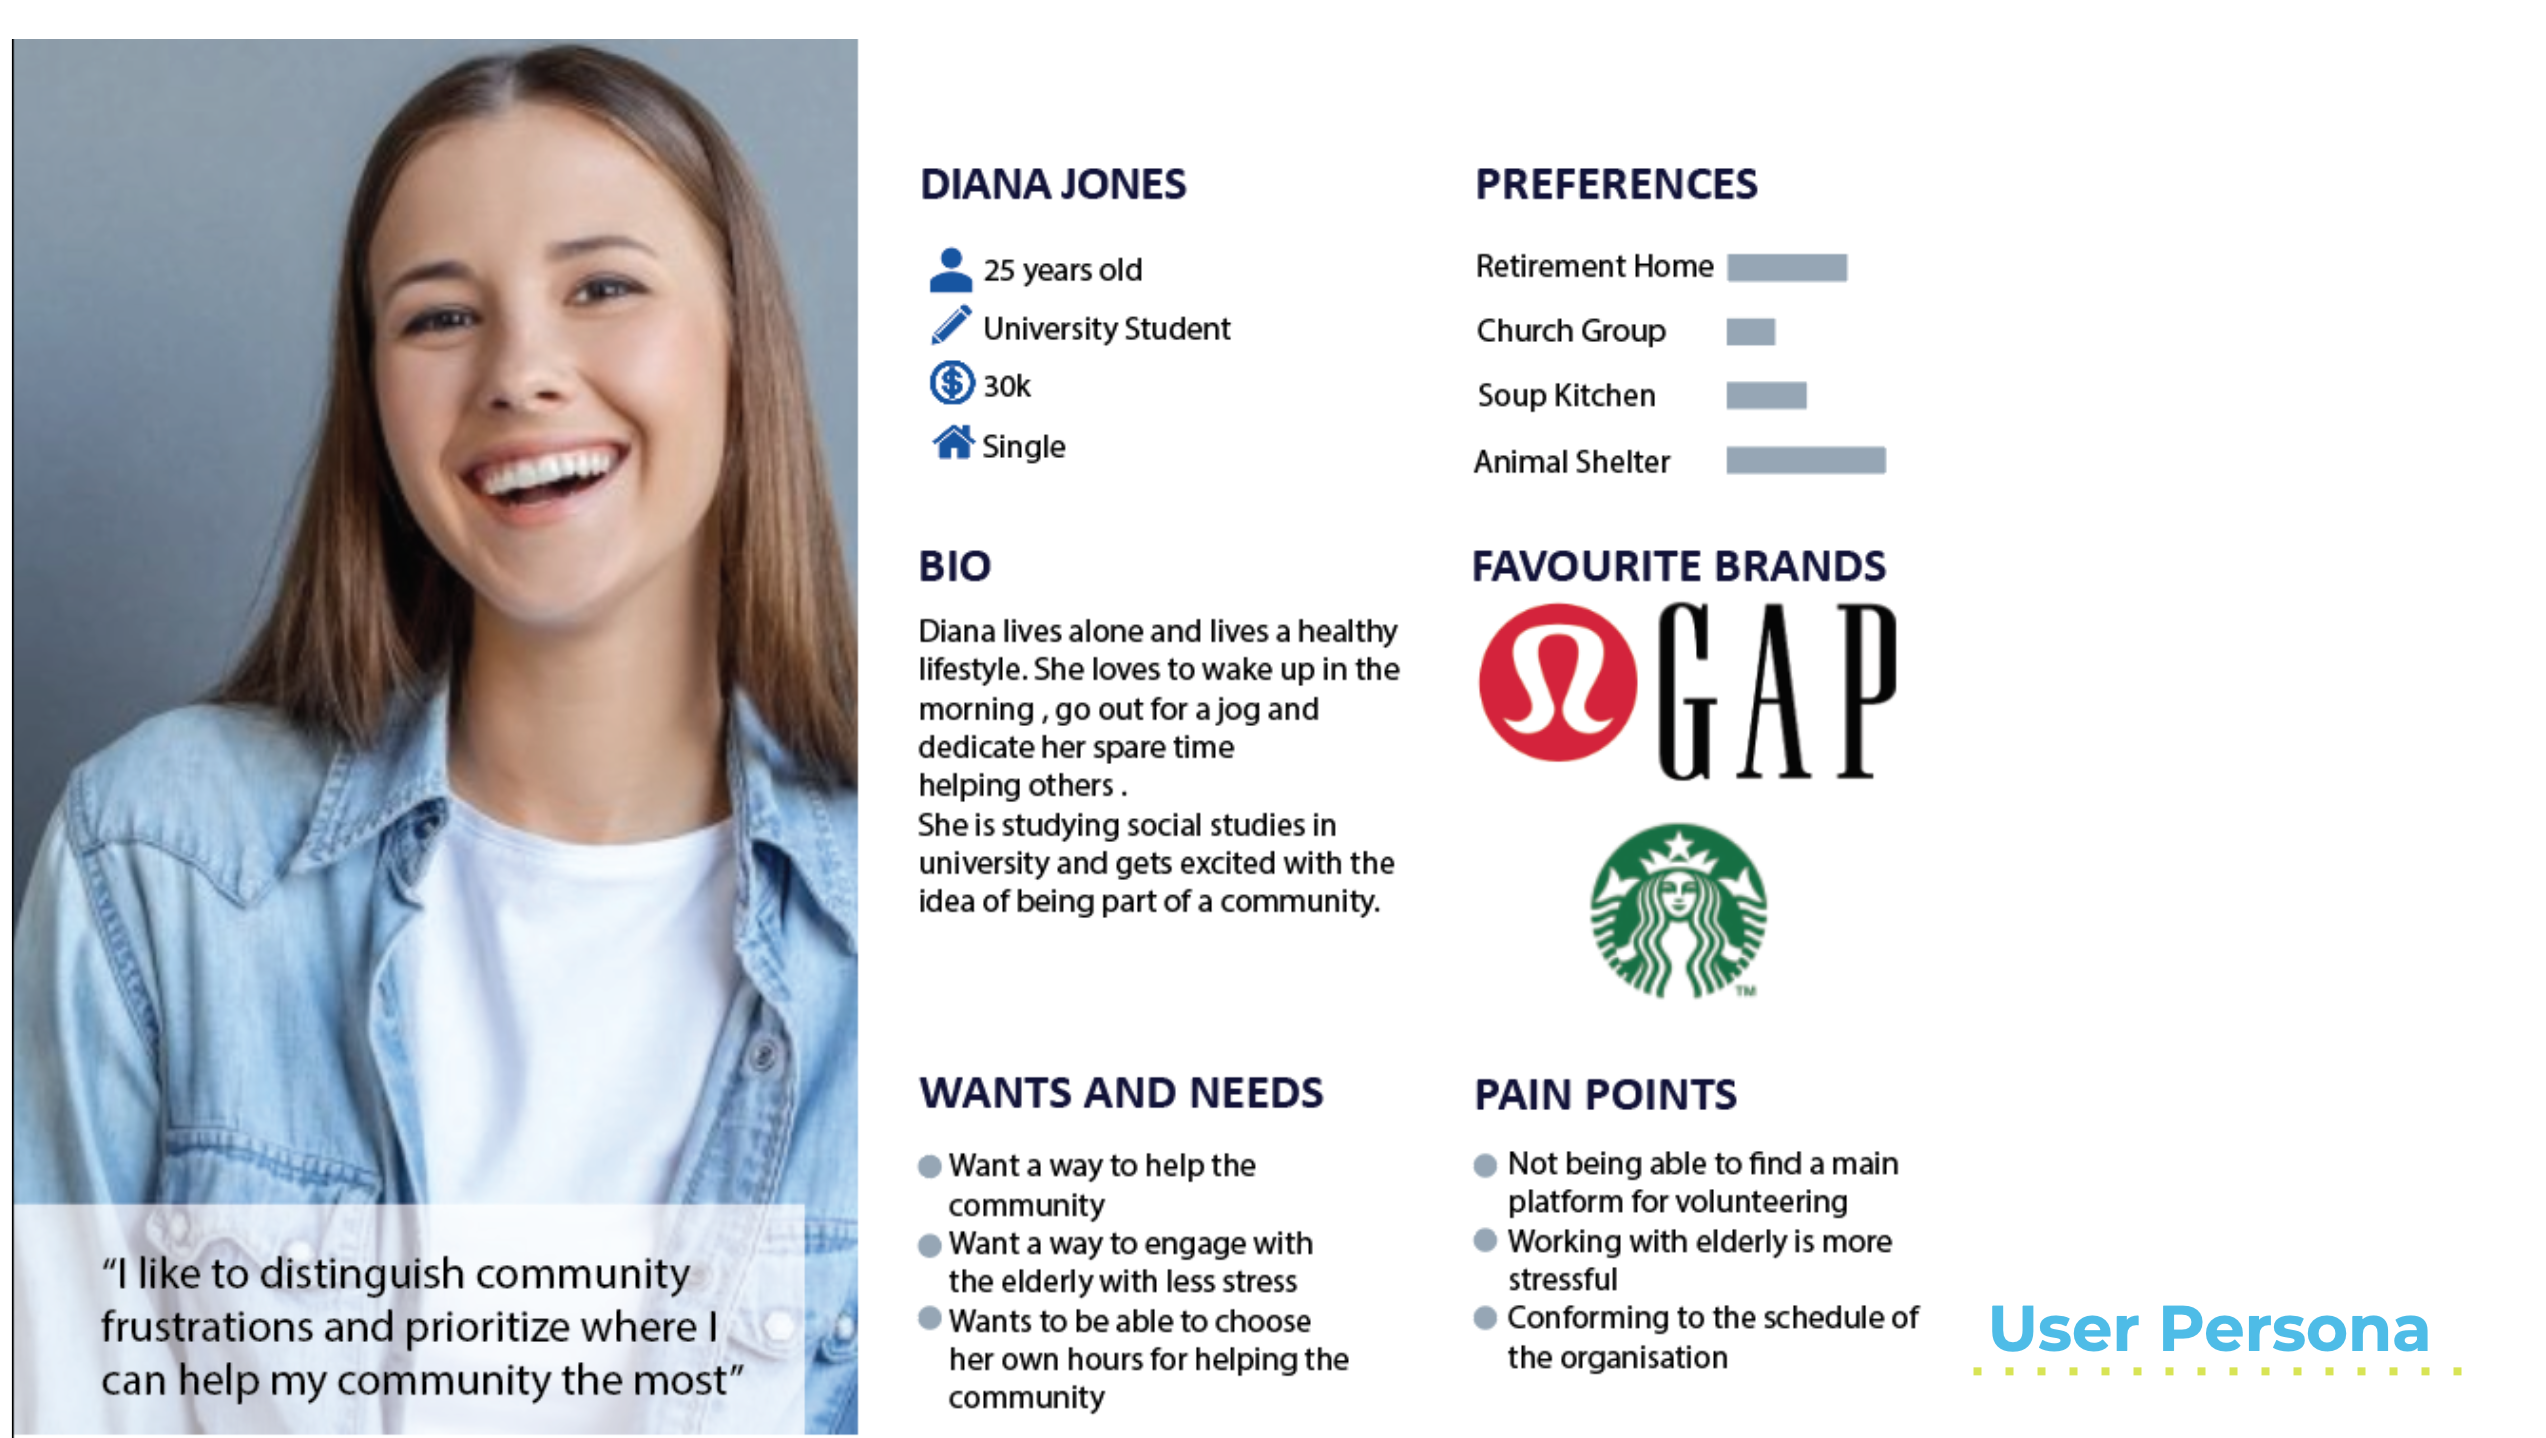 DIANA JONES
25 years old
University Student
30k
Single
BIO
Diana lives alone and lives a healthy
lifestyle. She loves to wake up in the
morning , go out for a jog and
dedicate her spare time
helping others .
She is studying social studies in
university and gets excited with the
idea of being part of a community.
WANTS AND NEEDS
Want a way to help the
community
Want a way to engage with
the elderly with less stress
Wants to be able to choose
her own hours for helping the
community
PREFERENCES
Retirement Home
Church Group
Soup Kitchen
Animal Shelter
FAVOURITE BRANDS
GAP
TM
PAIN POINTS
Not being able to find a main
platform for volunteering
Working with elderly is more
stressful
Conforming to the schedule of
the organisation
“I like to distinguish community
frustrations and prioritize where I
can help my community the most”
User Persona